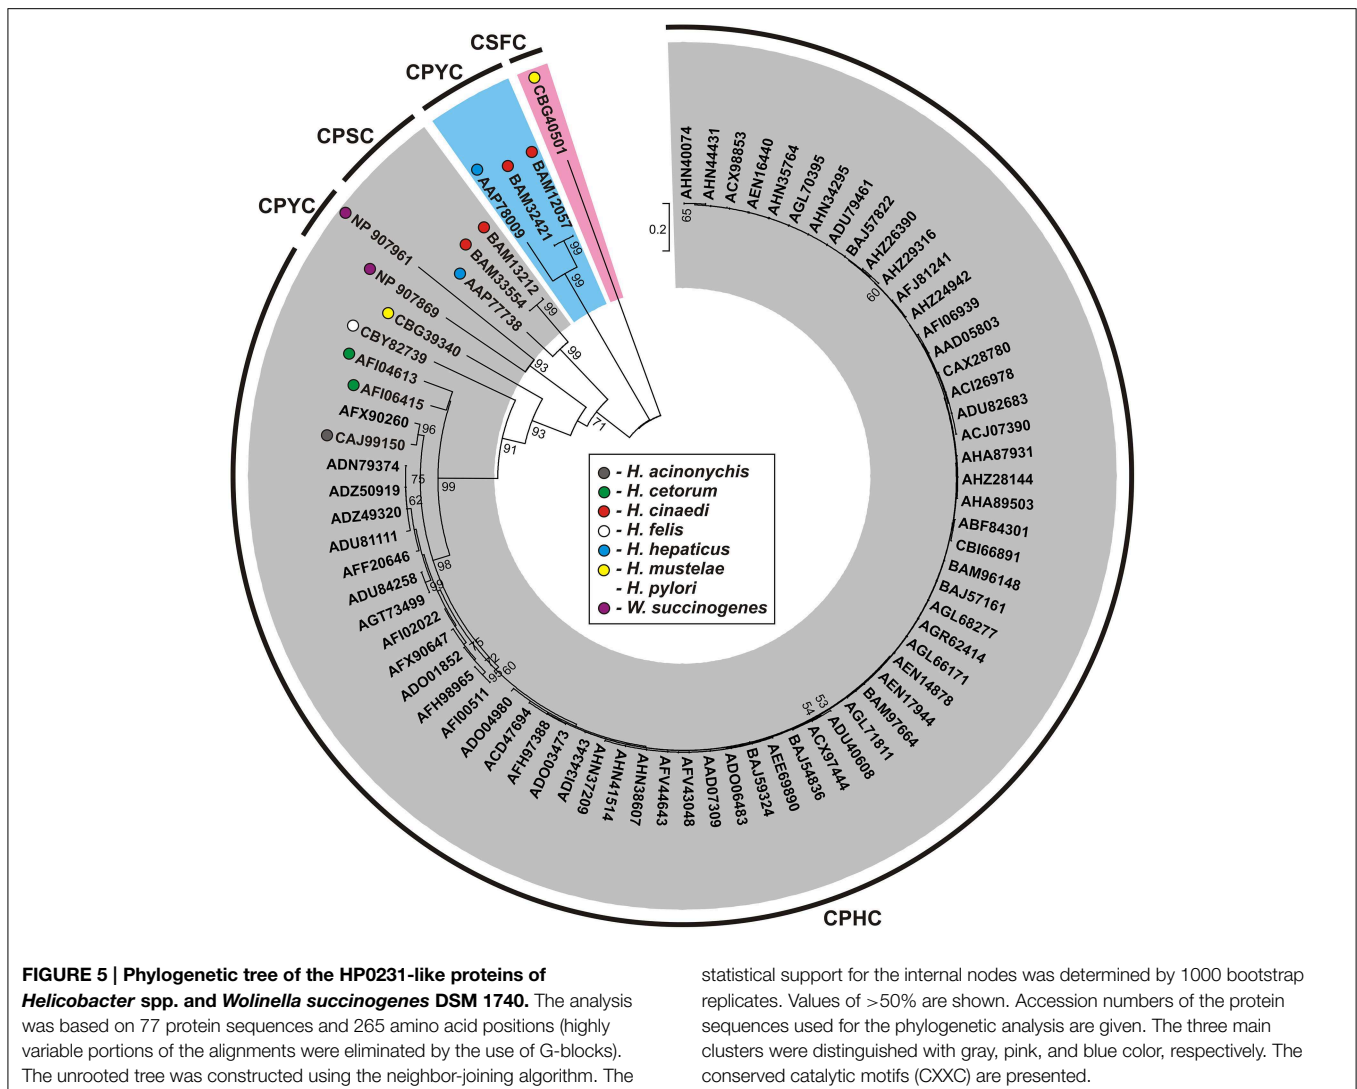 CSFC
CPYC
CPSC
CPYC
CPHC
CBG40501
BAM12057
BAM32421
AAP78009
BAM13212
BAM33554
AAP77738
NP 907961
NP 907869
CBG39340
CBY82739
AFI04613
AFI06415
AFX90260
CAJ99150
ADN79374
ADZ50919
ADZ49320
ADU81111
AFF20646
ADU84258
AGT73499
AFI02022
AFX90647
ADO01852
AFH98965
AFI00511
ADO04980
ACD47694
AFH97388
ADO03473
ADI34343
AHN37209
AHN41514
AHN38607
AFV44643
AFV43048
AAD07309
ADO06483
BAJ59324
AEE69890
BAJ54836
ACX97444
ADU40608
AGL71811
BAM97664
AEN17944
AEN14878
AGL66171
AGR62414
AGL68277
BAJ57161
BAM96148
CBI66891
ABF84301
AHA89503
AHZ28144
AHA87931
ACJ07390
ADU82683
ACI26978
CAX28780
AAD05803
AFI06939
AHZ24942
AFJ81241
AHZ29316
AHZ26390
BAJ57822
ADU79461
AHN34295
AGL70395
AHN35764
AEN16440
ACX98853
AHN44431
AHN40074
0.2
65
60
53
54
99
99
99
99
93
71
93
91
96
75
62
99
98
99
60
- H. acinonychis
- H. cetorum
- H. cinaedi
- H. felis
- H. hepaticus
- H. mustelae
- H. pylori
- W. succinogenes
FIGURE 5 | Phylogenetic tree of the HP0231-like proteins of
Helicobacter spp. and Wolinella succinogenes DSM 1740. The analysis
was based on 77 protein sequences and 265 amino acid positions (highly
variable portions of the alignments were eliminated by the use of G-blocks).
The unrooted tree was constructed using the neighbor-joining algorithm. The
statistical support for the internal nodes was determined by 1000 bootstrap
replicates. Values of >50% are shown. Accession numbers of the protein
sequences used for the phylogenetic analysis are given. The three main
clusters were distinguished with gray, pink, and blue color, respectively. The
conserved catalytic motifs (CXXC) are presented.